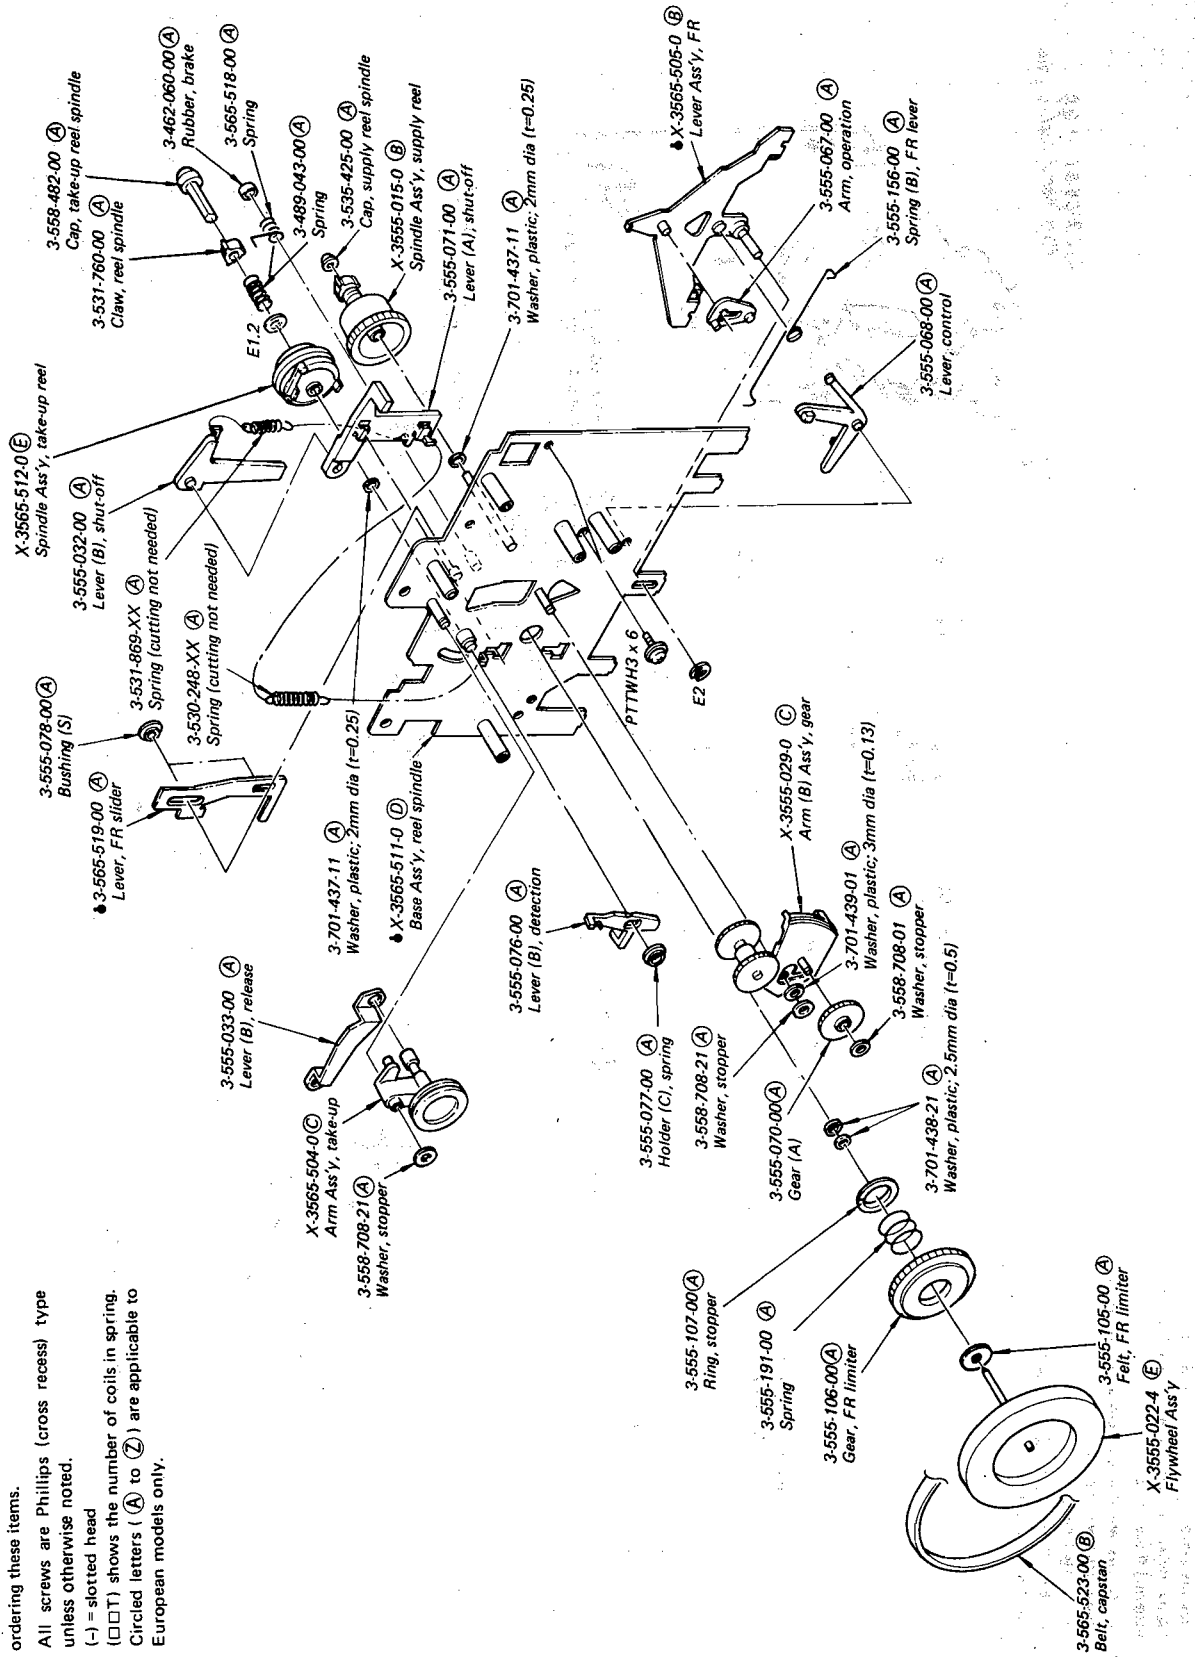 ordering these items.
All screws are Phillips (cross recess) type
unless otherwise noted.
(-) = slotted head
(□□T) shows the number of coils in spring.
Circled letters (Ⓐ to Ⓩ) are applicable to
European models only.
X-3565-512-0 Ⓔ
Spindle Ass'y, take-up reel
3-558-482-00 Ⓐ
Cap, take-up reel spindle
3-531-760-00 Ⓐ
Claw, reel spindle
3-462-060-00 Ⓐ
Rubber, brake
3-565-518-00 Ⓐ
Spring
3-489-043-00 Ⓐ
Spring
3-535-425-00 Ⓐ
Cap, supply reel spindle
X-3555-015-0 Ⓑ
Spindle Ass'y, supply reel
3-555-071-00 Ⓐ
Lever (A), shut-off
3-701-437-11 Ⓐ
Washer, plastic; 2mm dia (t=0.25)
E1.2
3-555-032-00 Ⓐ
Lever (B), shut-off
3-531-869-XX Ⓐ
Spring (cutting not needed)
3-530-248-XX Ⓐ
Spring (cutting not needed)
3-555-078-00 Ⓐ
Bushing (S)
3-565-519-00 Ⓐ
Lever, FR slider
3-701-437-11 Ⓐ
Washer, plastic; 2mm dia (t=0.25)
X-3565-511-0 Ⓓ
Base Ass'y, reel spindle
X-3565-505-0 Ⓑ
Lever Ass'y, FR
3-555-067-00 Ⓐ
Arm, operation
3-555-156-00 Ⓐ
Spring (B), FR lever
3-555-068-00 Ⓐ
Lever, control
PTTWH3 x 6
E2
3-555-033-00 Ⓐ
Lever (B), release
X-3565-504-0 Ⓒ
Arm Ass'y, take-up
3-558-708-21 Ⓐ
Washer, stopper
3-555-076-00 Ⓐ
Lever (B), detection
3-555-077-00 Ⓐ
Holder (C), spring
3-558-708-21 Ⓐ
Washer, stopper
3-555-070-00 Ⓐ
Gear (A)
X-3555-029-0 Ⓒ
Arm (B) Ass'y, gear
3-701-439-01 Ⓐ
Washer, plastic; 3mm dia (t=0.13)
3-558-708-01 Ⓐ
Washer, stopper
3-701-438-21 Ⓐ
Washer, plastic; 2.5mm dia (t=0.5)
3-555-107-00 Ⓐ
Ring, stopper
3-555-191-00 Ⓐ
Spring
3-555-106-00 Ⓐ
Gear, FR limiter
3-555-105-00 Ⓐ
Felt, FR limiter
X-3555-022-4 Ⓔ
Flywheel Ass'y
3-565-523-00 Ⓑ
Belt, capstan